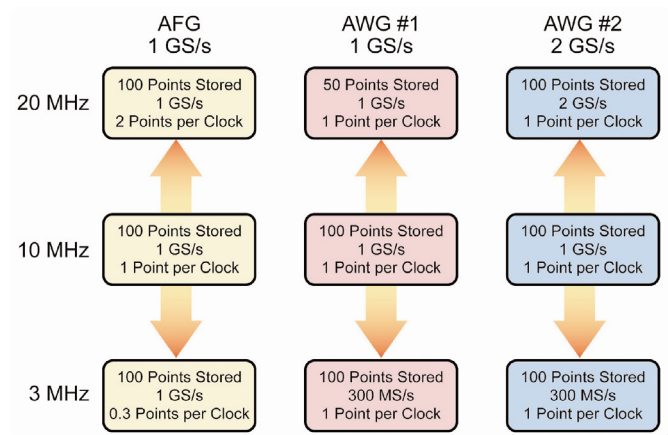 AFG
1 GS/s
AWG #1
1 GS/s
AWG #2
2 GS/s
20 MHz
100 Points Stored
1 GS/s
2 Points per Clock
50 Points Stored
1 GS/s
1 Point per Clock
100 Points Stored
2 GS/s
1 Point per Clock
10 MHz
100 Points Stored
1 GS/s
1 Point per Clock
100 Points Stored
1 GS/s
1 Point per Clock
100 Points Stored
1 GS/s
1 Point per Clock
3 MHz
100 Points Stored
1 GS/s
0.3 Points per Clock
100 Points Stored
300 MS/s
1 Point per Clock
100 Points Stored
300 MS/s
1 Point per Clock